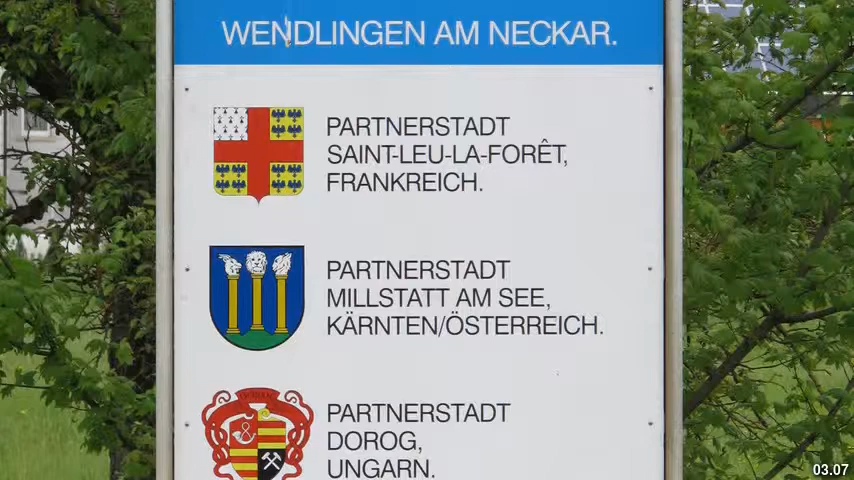 WENDLINGEN AM NECKAR.
PARTNERSTADT
SAINT-LEU-LA-FORÊT,
FRANKREICH.
PARTNERSTADT
MILLSTATT AM SEE,
KÄRNTEN/ÖSTERREICH.
PARTNERSTADT
DOROG,
UNGARN.
03.07